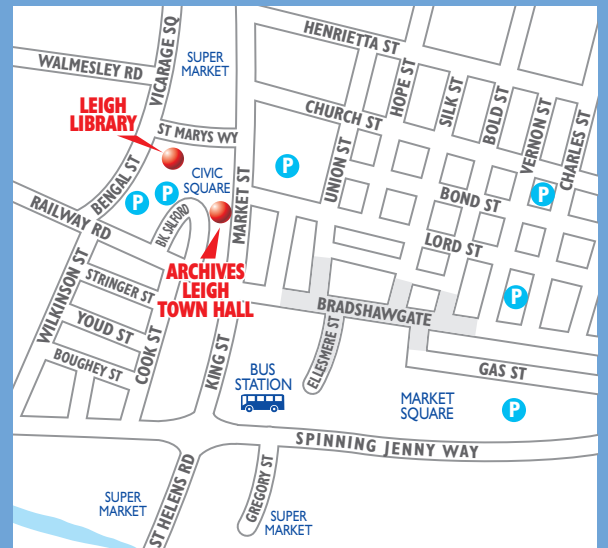 HENRIETTA ST
VICARAGE SQ
SUPER
MARKET
WALMESLEY RD
HOPE ST
SILK ST
BOLD ST
VERNON ST
CHARLES ST
LEIGH
LIBRARY
CHURCH ST
ST MARYS WY
UNION ST
P
BENGAL ST
CIVIC
SQUARE
MARKET ST
P
P
P
BOND ST
RAILWAY RD
BK. SALFORD
LORD ST
WILKINSON ST
STRINGER ST
ARCHIVES
LEIGH
TOWN HALL
P
BRADSHAWGATE
YOUD ST
COOK ST
KING ST
ELLESMERE ST
BOUGHEY ST
BUS
STATION
GAS ST
MARKET
SQUARE
P
SPINNING JENNY WAY
ST HELENS RD
GREGORY ST
SUPER
MARKET
SUPER
MARKET